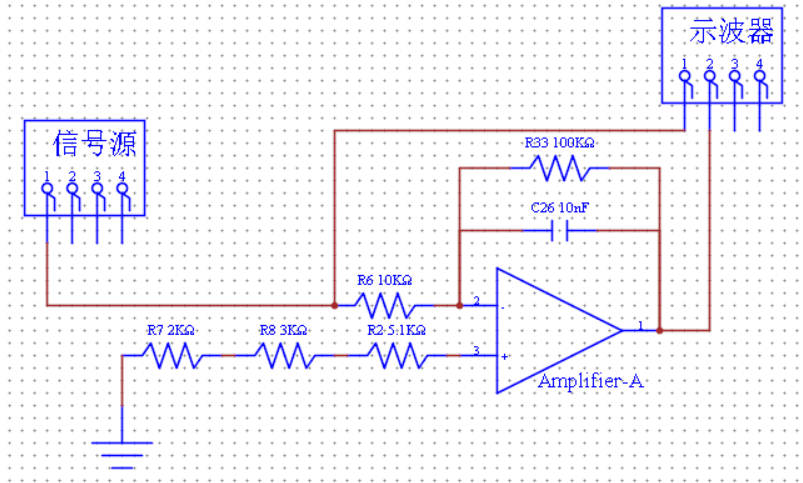 示波器
1 2 3 4
R33 100KΩ
信号源
1 2 3 4
C26 10nF
R6 10KΩ
2
-
R7 2KΩ
R8 3KΩ
R2 5.1KΩ
1
3
+
Amplifier-A